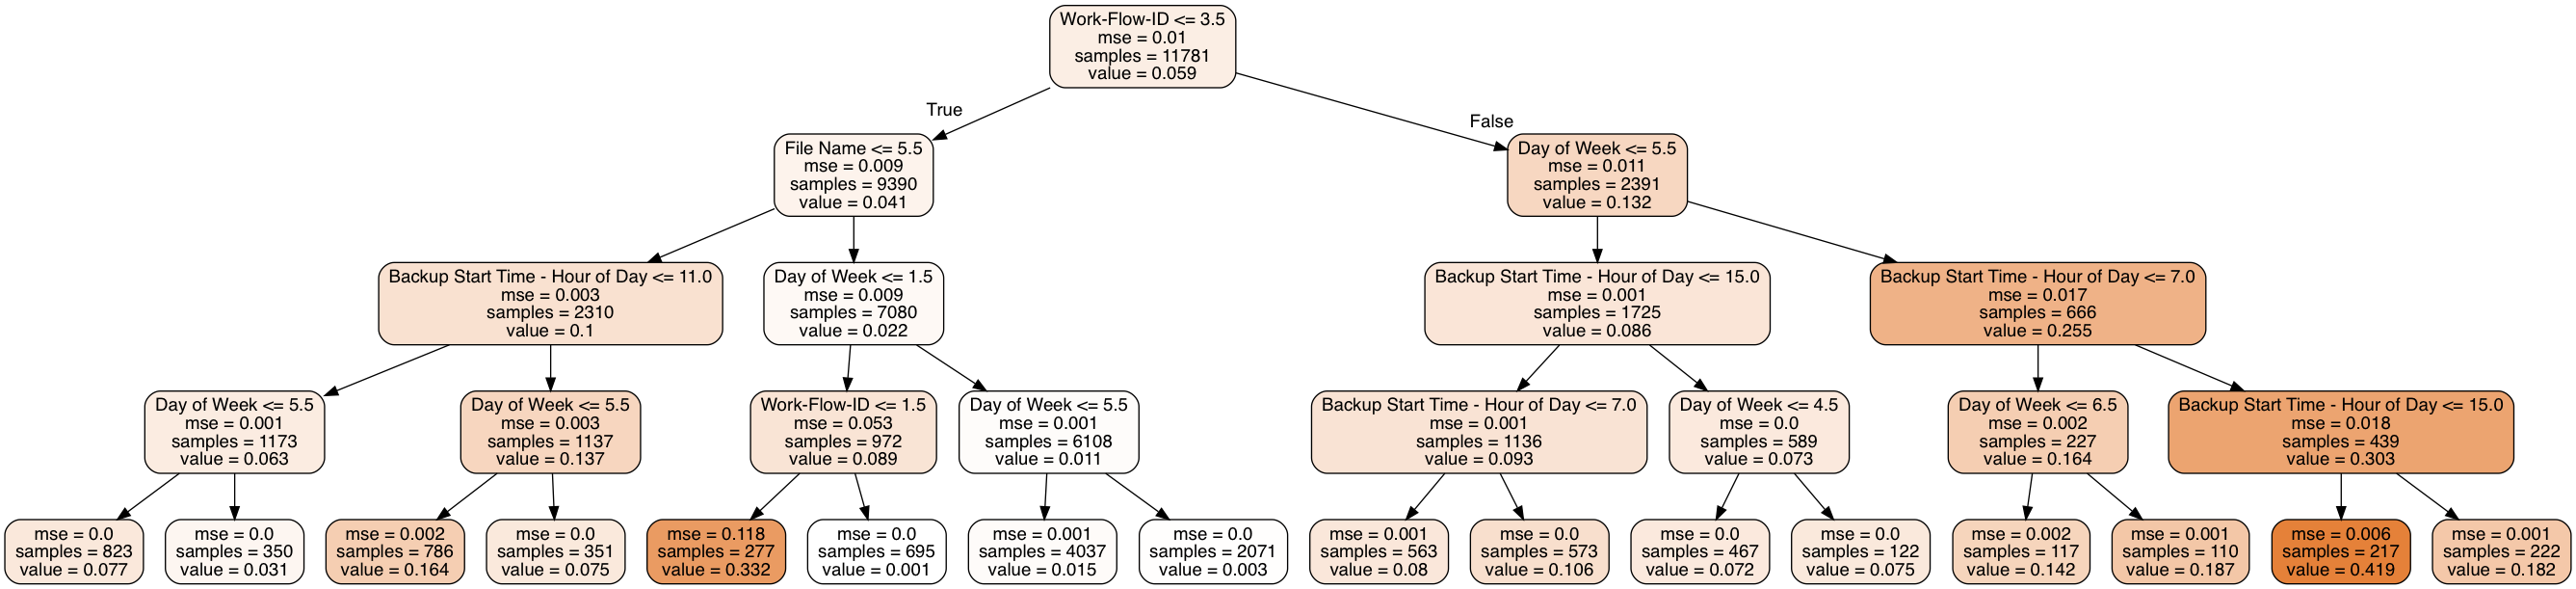 Work-Flow-ID <= 3.5
mse = 0.01
samples = 11781
value = 0.059
True
False
File Name <= 5.5
mse = 0.009
samples = 9390
value = 0.041
Day of Week <= 5.5
mse = 0.011
samples = 2391
value = 0.132
Backup Start Time - Hour of Day <= 11.0
mse = 0.003
samples = 2310
value = 0.1
Day of Week <= 1.5
mse = 0.009
samples = 7080
value = 0.022
Backup Start Time - Hour of Day <= 15.0
mse = 0.001
samples = 1725
value = 0.086
Backup Start Time - Hour of Day <= 7.0
mse = 0.017
samples = 666
value = 0.255
Day of Week <= 5.5
mse = 0.001
samples = 1173
value = 0.063
Day of Week <= 5.5
mse = 0.003
samples = 1137
value = 0.137
Work-Flow-ID <= 1.5
mse = 0.053
samples = 972
value = 0.089
Day of Week <= 5.5
mse = 0.001
samples = 6108
value = 0.011
Backup Start Time - Hour of Day <= 7.0
mse = 0.001
samples = 1136
value = 0.093
Day of Week <= 4.5
mse = 0.0
samples = 589
value = 0.073
Day of Week <= 6.5
mse = 0.002
samples = 227
value = 0.164
Backup Start Time - Hour of Day <= 15.0
mse = 0.018
samples = 439
value = 0.303
mse = 0.0
samples = 823
value = 0.077
mse = 0.0
samples = 350
value = 0.031
mse = 0.002
samples = 786
value = 0.164
mse = 0.0
samples = 351
value = 0.075
mse = 0.118
samples = 277
value = 0.332
mse = 0.0
samples = 695
value = 0.001
mse = 0.001
samples = 4037
value = 0.015
mse = 0.0
samples = 2071
value = 0.003
mse = 0.001
samples = 563
value = 0.08
mse = 0.0
samples = 573
value = 0.106
mse = 0.0
samples = 467
value = 0.072
mse = 0.0
samples = 122
value = 0.075
mse = 0.002
samples = 117
value = 0.142
mse = 0.001
samples = 110
value = 0.187
mse = 0.006
samples = 217
value = 0.419
mse = 0.001
samples = 222
value = 0.182